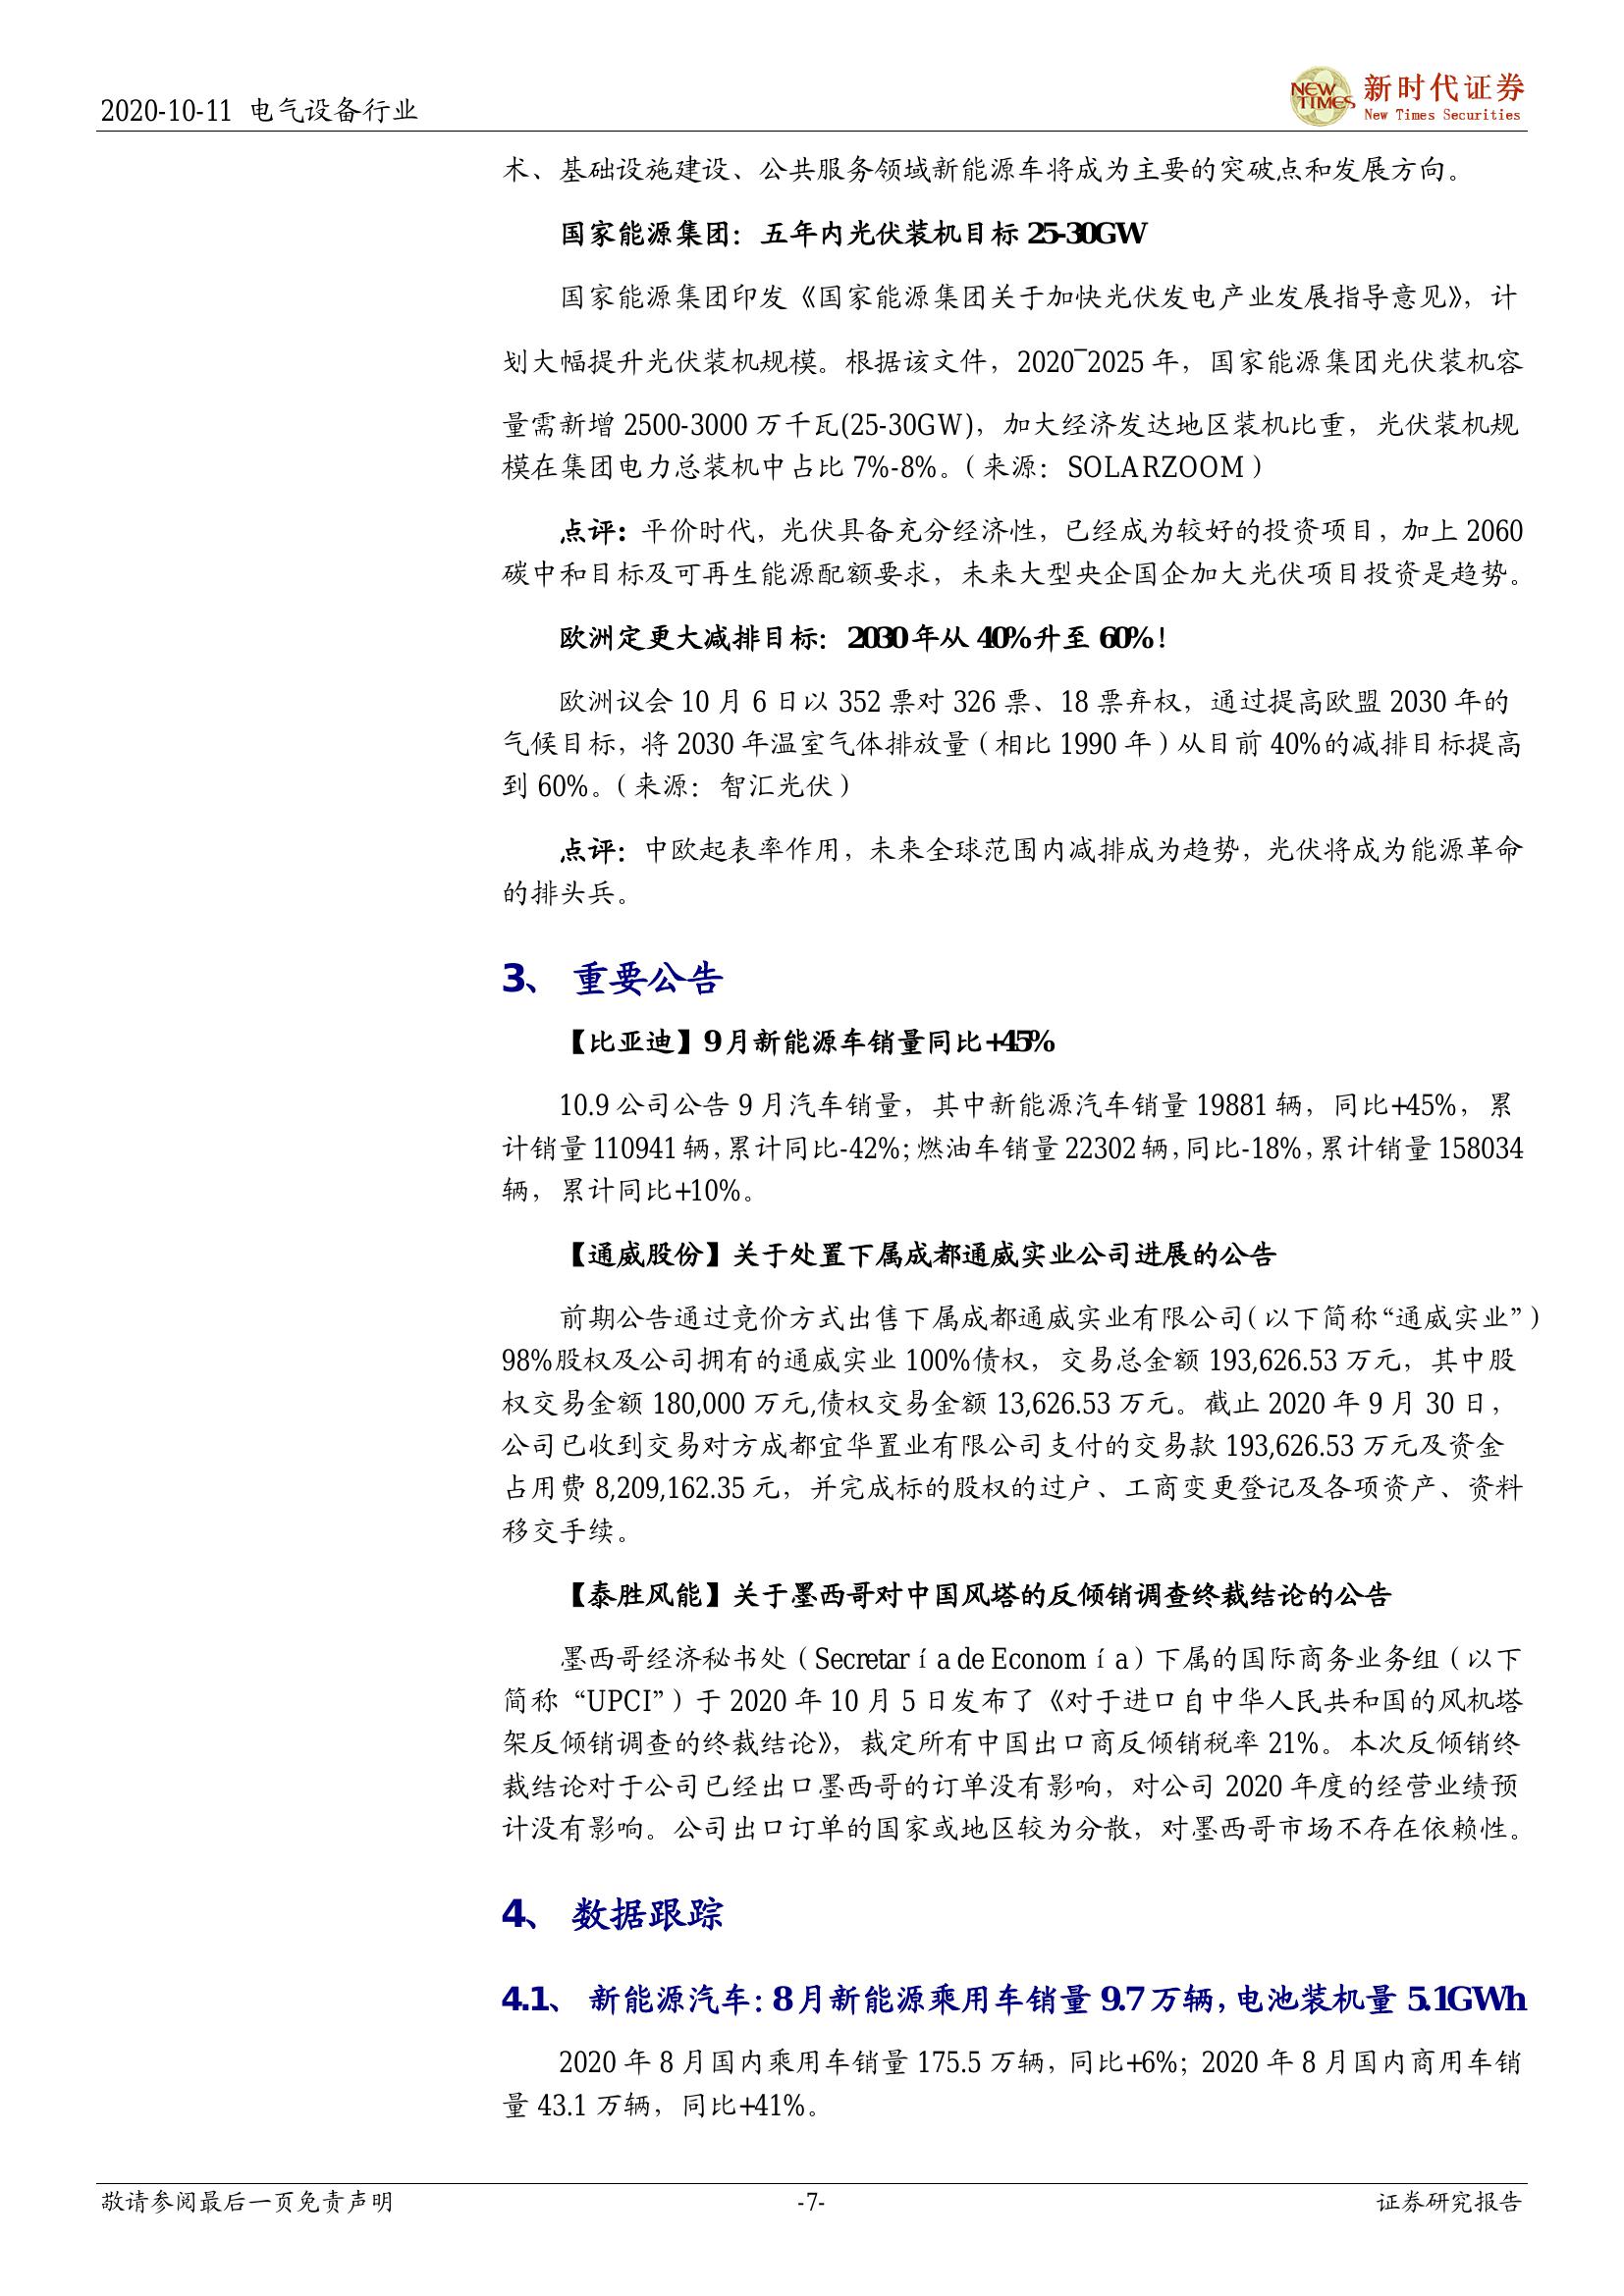 2020-10-11 电气设备行业
NEW TIMES
新时代证券
New Times Securities
术、基础设施建设、公共服务领域新能源车将成为主要的突破点和发展方向。
国家能源集团：五年内光伏装机目标 25-30GW
国家能源集团印发《国家能源集团关于加快光伏发电产业发展指导意见》，计
划大幅提升光伏装机规模。根据该文件，2020‾2025 年，国家能源集团光伏装机容
量需新增 2500-3000 万千瓦(25-30GW)，加大经济发达地区装机比重，光伏装机规
模在集团电力总装机中占比 7%-8%。（来源：SOLARZOOM）
点评：平价时代，光伏具备充分经济性，已经成为较好的投资项目，加上 2060
碳中和目标及可再生能源配额要求，未来大型央企国企加大光伏项目投资是趋势。
欧洲定更大减排目标：2030 年从 40%升至 60%！
欧洲议会 10 月 6 日以 352 票对 326 票、18 票弃权，通过提高欧盟 2030 年的
气候目标，将 2030 年温室气体排放量（相比 1990 年）从目前 40%的减排目标提高
到 60%。（来源：智汇光伏）
点评：中欧起表率作用，未来全球范围内减排成为趋势，光伏将成为能源革命
的排头兵。
3、 重要公告
【比亚迪】9 月新能源车销量同比+45%
10.9 公司公告 9 月汽车销量，其中新能源汽车销量 19881 辆，同比+45%，累
计销量 110941 辆，累计同比-42%；燃油车销量 22302 辆，同比-18%，累计销量 158034
辆，累计同比+10%。
【通威股份】关于处置下属成都通威实业公司进展的公告
前期公告通过竞价方式出售下属成都通威实业有限公司（以下简称“通威实业”）
98%股权及公司拥有的通威实业 100%债权，交易总金额 193,626.53 万元，其中股
权交易金额 180,000 万元,债权交易金额 13,626.53 万元。截止 2020 年 9 月 30 日，
公司已收到交易对方成都宜华置业有限公司支付的交易款 193,626.53 万元及资金
占用费 8,209,162.35 元，并完成标的股权的过户、工商变更登记及各项资产、资料
移交手续。
【泰胜风能】关于墨西哥对中国风塔的反倾销调查终裁结论的公告
墨西哥经济秘书处（Secretaría de Economía）下属的国际商务业务组（以下
简称“UPCI”）于 2020 年 10 月 5 日发布了《对于进口自中华人民共和国的风机塔
架反倾销调查的终裁结论》，裁定所有中国出口商反倾销税率 21%。本次反倾销终
裁结论对于公司已经出口墨西哥的订单没有影响，对公司 2020 年度的经营业绩预
计没有影响。公司出口订单的国家或地区较为分散，对墨西哥市场不存在依赖性。
4、 数据跟踪
4.1、 新能源汽车：8 月新能源乘用车销量 9.7 万辆，电池装机量 5.1GWh
2020 年 8 月国内乘用车销量 175.5 万辆，同比+6%；2020 年 8 月国内商用车销
量 43.1 万辆，同比+41%。
敬请参阅最后一页免责声明
-7-
证券研究报告